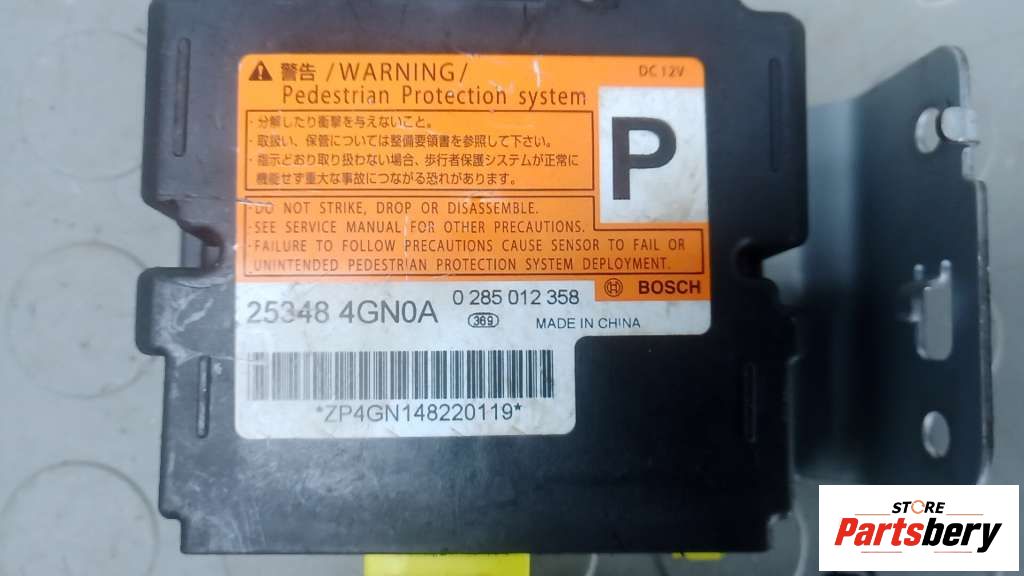 警告 /WARNING/
DC 12V
Pedestrian Protection system
P
・分解したり衝撃を与えないこと。
・取扱い、保管については整備要領書を参照して下さい。
・指示どおり取り扱わない場合、歩行者保護システムが正常に
機能せず重大な事故につながる恐れがあります。
・DO NOT STRIKE, DROP OR DISASSEMBLE.
・SEE SERVICE MANUAL FOR OTHER PRECAUTIONS.
・FAILURE TO FOLLOW PRECAUTIONS CAUSE SENSOR TO FAIL OR
UNINTENDED PEDESTRIAN PROTECTION SYSTEM DEPLOYMENT.
BOSCH
25348 4GN0A
0 285 012 358
369
MADE IN CHINA
*ZP4GN148220119*
STORE
Partsbery